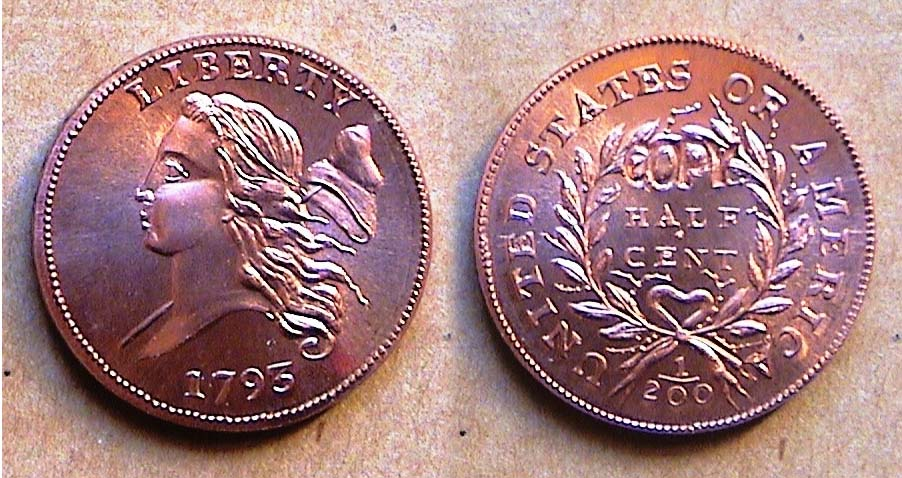 LIBERTY
1793
UNITED STATES OF AMERICA
COPY
HALF
CENT
1
200